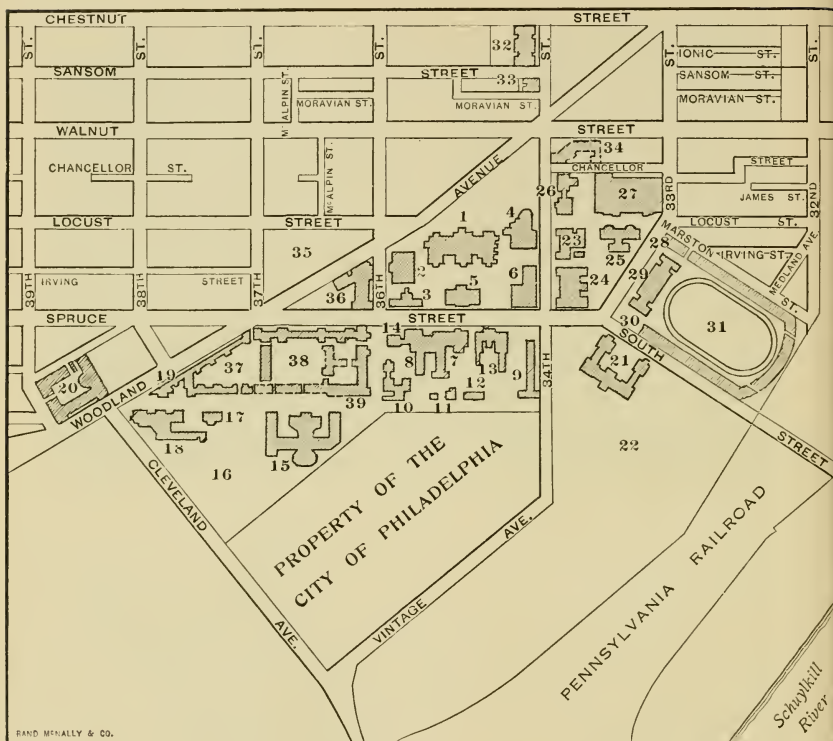 CHESTNUT STREET
ST. ST. ST. ST. ST. ST. ST.
32
IONIC ST.
SANSOM STREET 33 SANSOM ST.
MCALPIN ST.
MORAVIAN ST. MORAVIAN ST. MORAVIAN ST.
WALNUT STREET
34
CHANCELLOR ST. MCALPIN ST. AVENUE CHANCELLOR STREET
26 27 33RD 32ND
JAMES ST.
LOCUST STREET 1 4 LOCUST ST.
35 23 25 28 MARSTON ST.
IRVING ST.
MEDLAND AVE.
39TH 38TH 37TH 36TH
IRVING STREET 36 2 5 6 24 29
3
SPRUCE STREET 30 31
14 SOUTH STREET
19 37 38 8 7 13 9 34TH 21
20 WOODLAND 39 12
10 11
17
18 15 22
16
CLEVELAND AVE.
PROPERTY OF THE
CITY OF PHILADELPHIA
VINTAGE AVE.
PENNSYLVANIA RAILROAD
Schuylkill
River
RAND MCNALLY & CO.